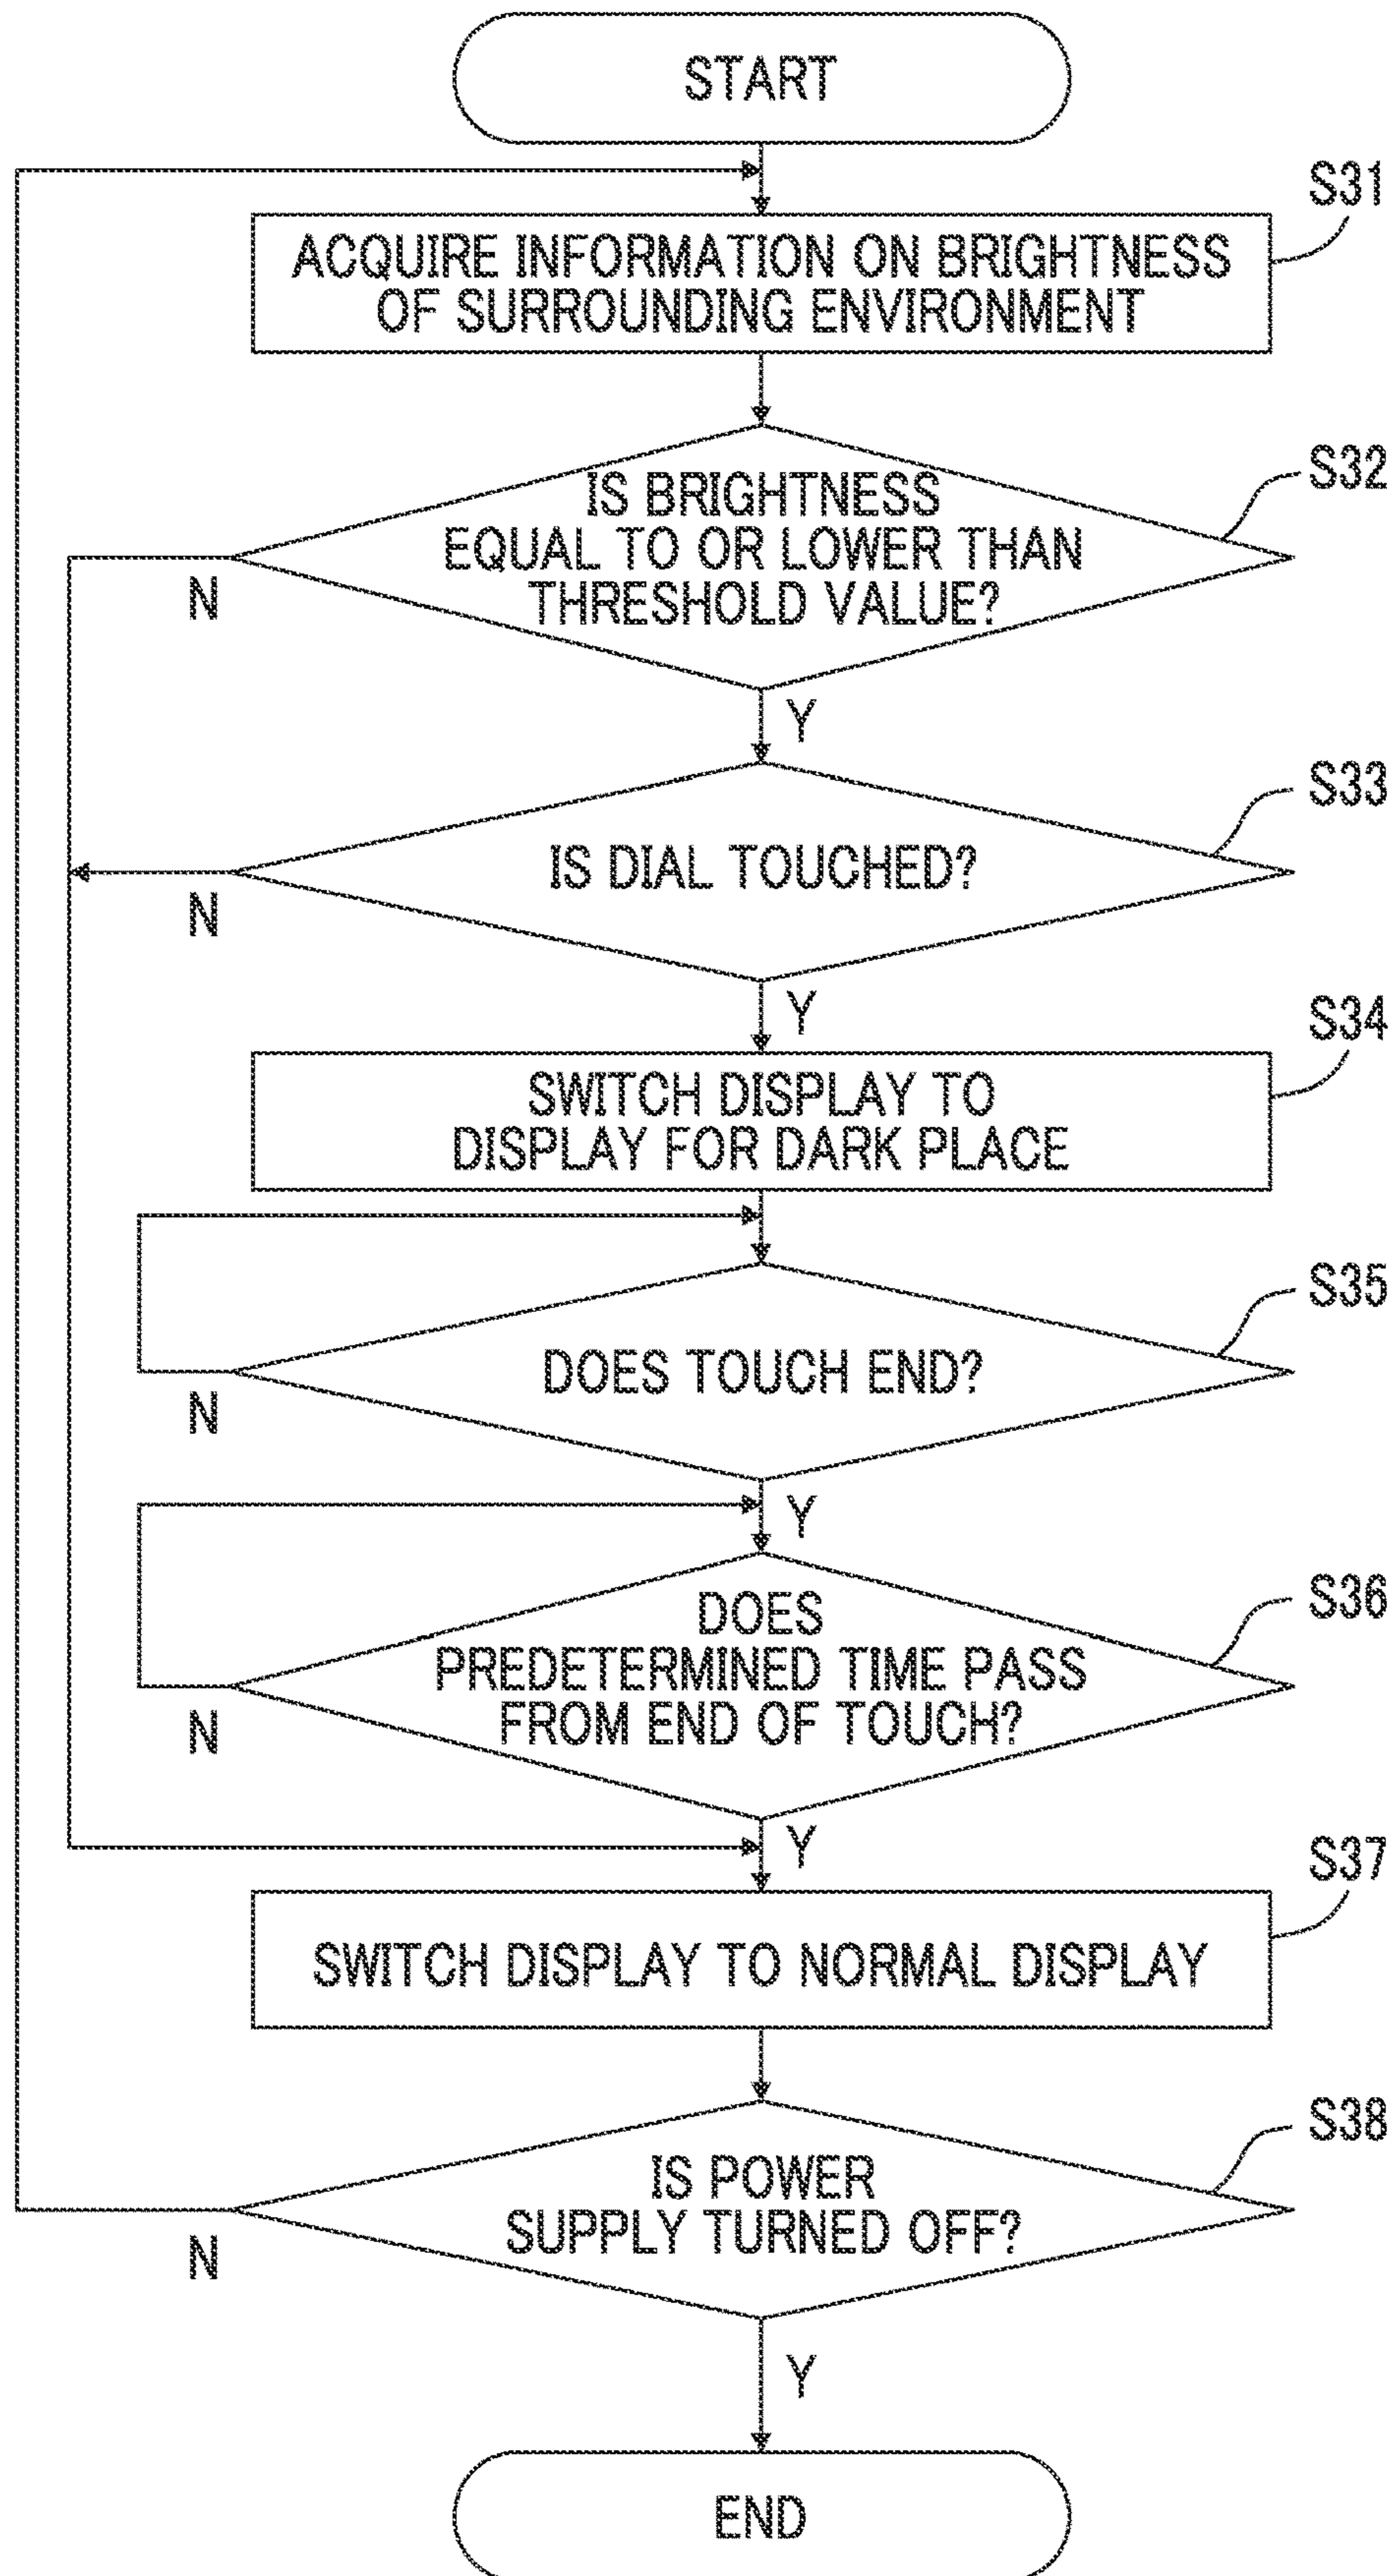 START
S31
ACQUIRE INFORMATION ON BRIGHTNESS
OF SURROUNDING ENVIRONMENT
S32
IS BRIGHTNESS
EQUAL TO OR LOWER THAN
THRESHOLD VALUE?
N
Y
S33
IS DIAL TOUCHED?
N
Y
S34
SWITCH DISPLAY TO
DISPLAY FOR DARK PLACE
S35
DOES TOUCH END?
N
Y
S36
DOES
PREDETERMINED TIME PASS
FROM END OF TOUCH?
N
Y
S37
SWITCH DISPLAY TO NORMAL DISPLAY
S38
IS POWER
SUPPLY TURNED OFF?
N
Y
END